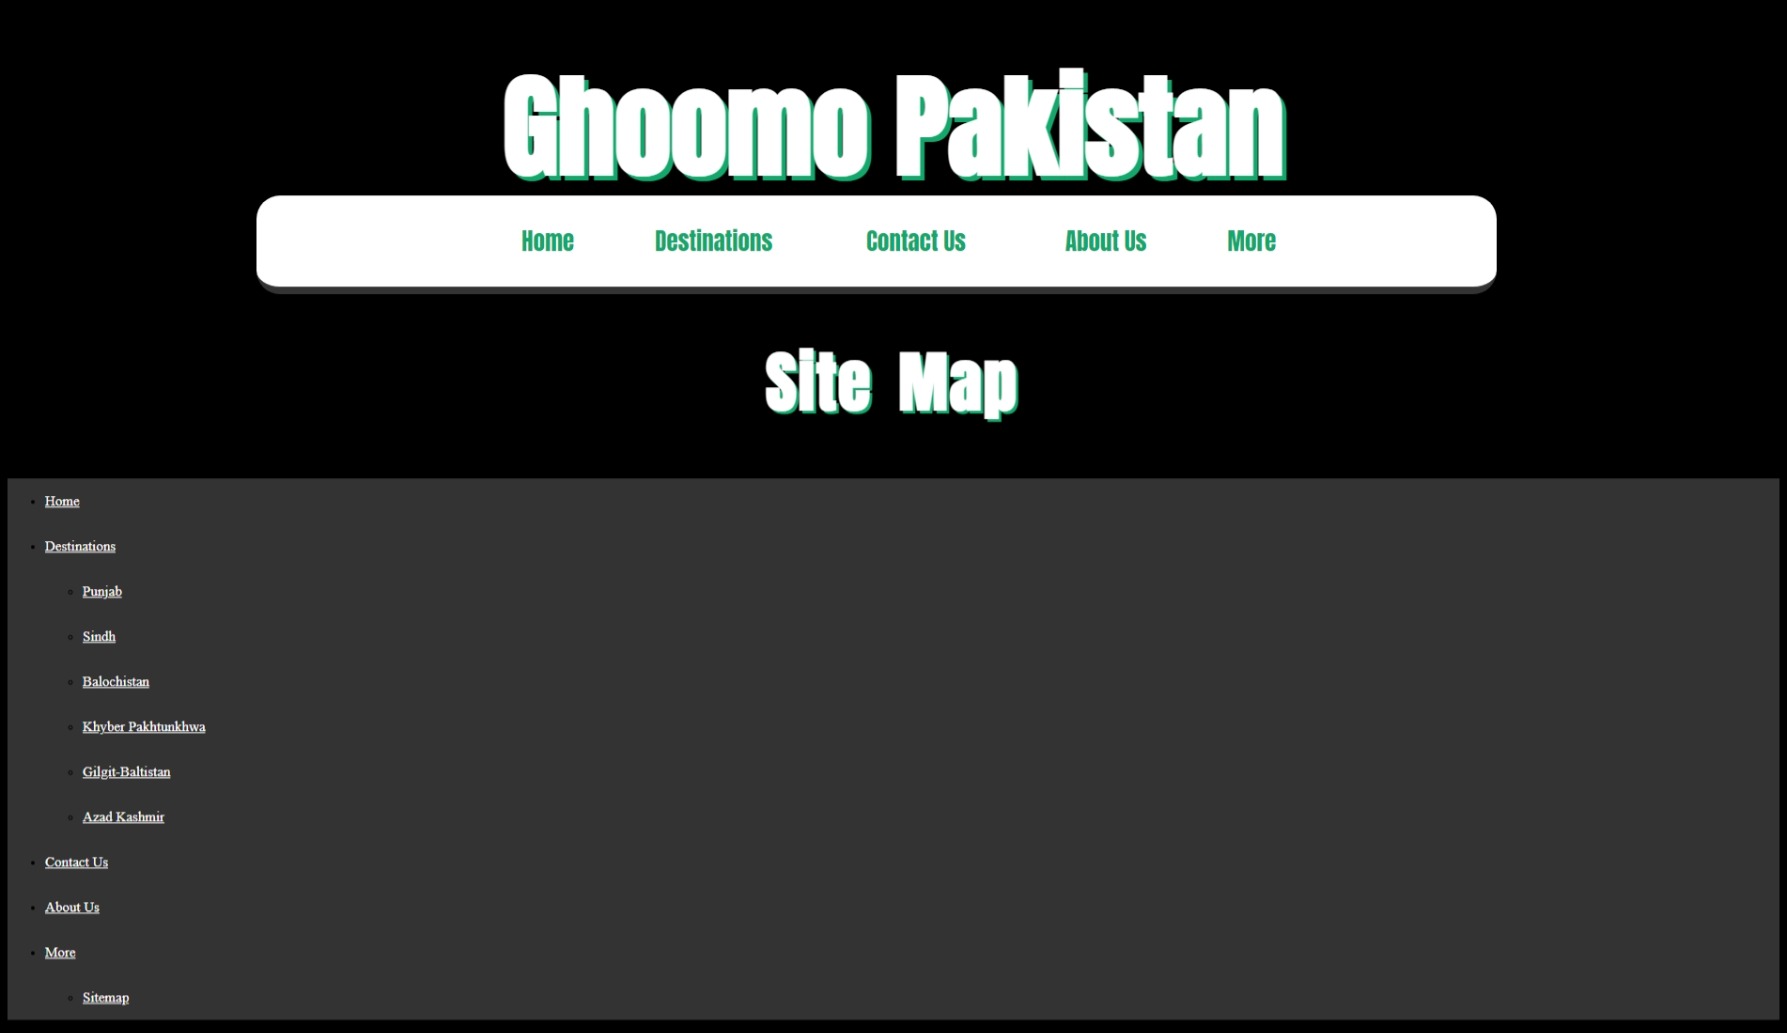 Ghoomo Pakistan
Home Destinations Contact Us About Us More
Site Map
Home
Destinations
Punjab
Sindh
Balochistan
Khyber Pakhtunkhwa
Gilgit-Baltistan
Azad Kashmir
Contact Us
About Us
More
Sitemap